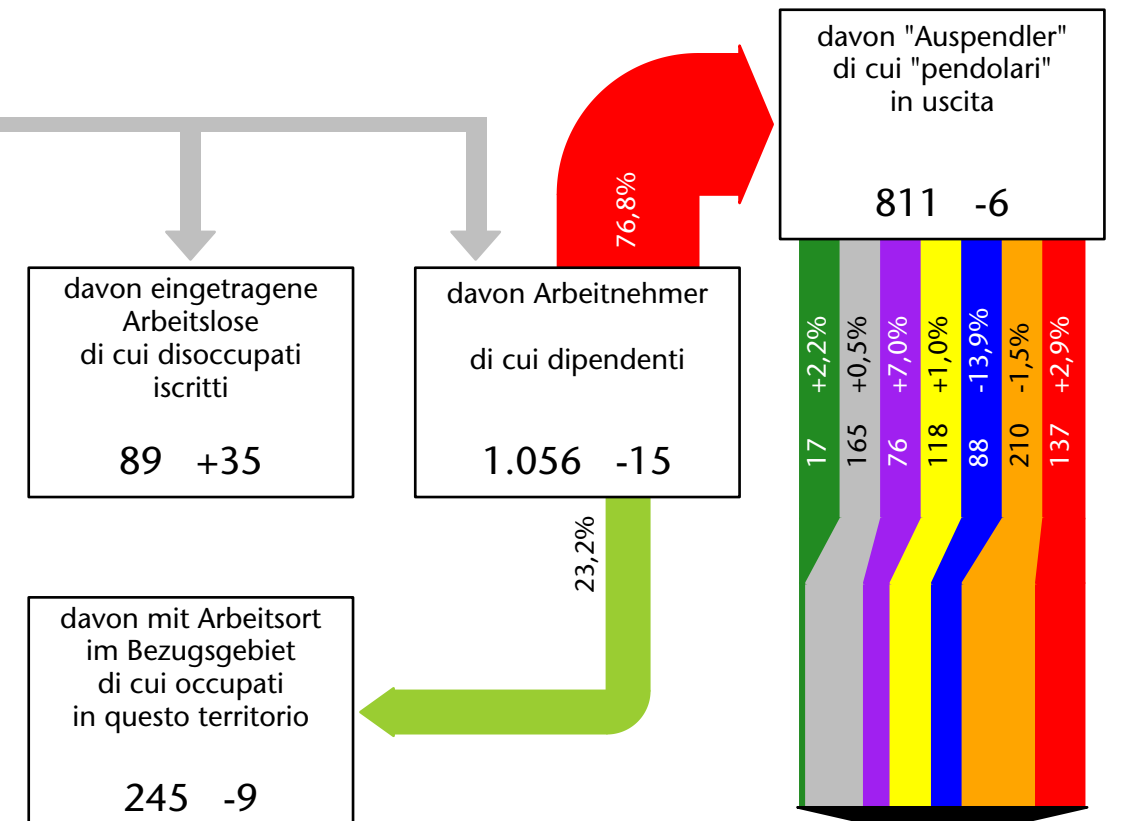 davon "Auspendler"
di cui "pendolari"
in uscita
811 -6
76,8%
davon eingetragene
Arbeitslose
di cui disoccupati
iscritti
89 +35
davon Arbeitnehmer
di cui dipendenti
1.056 -15
17 +2,2%
165 +0,5%
76 +7,0%
118 +1,0%
88 -13,9%
210 -1,5%
137 +2,9%
23,2%
davon mit Arbeitsort
im Bezugsgebiet
di cui occupati
in questo territorio
245 -9